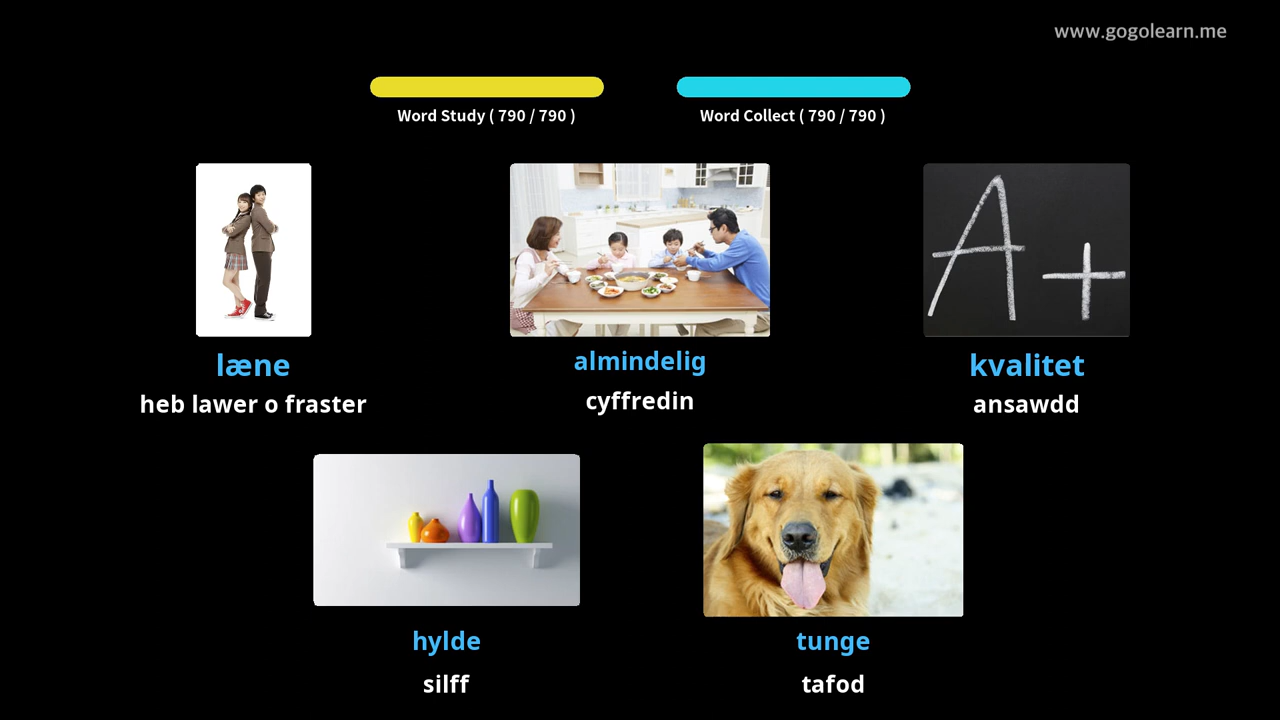 www.gogolearn.me
Word Study ( 790 / 790 )
Word Collect ( 790 / 790 )
A+
læne
almindelig
kvalitet
heb lawer o fraster
cyffredin
ansawdd
hylde
tunge
silff
tafod